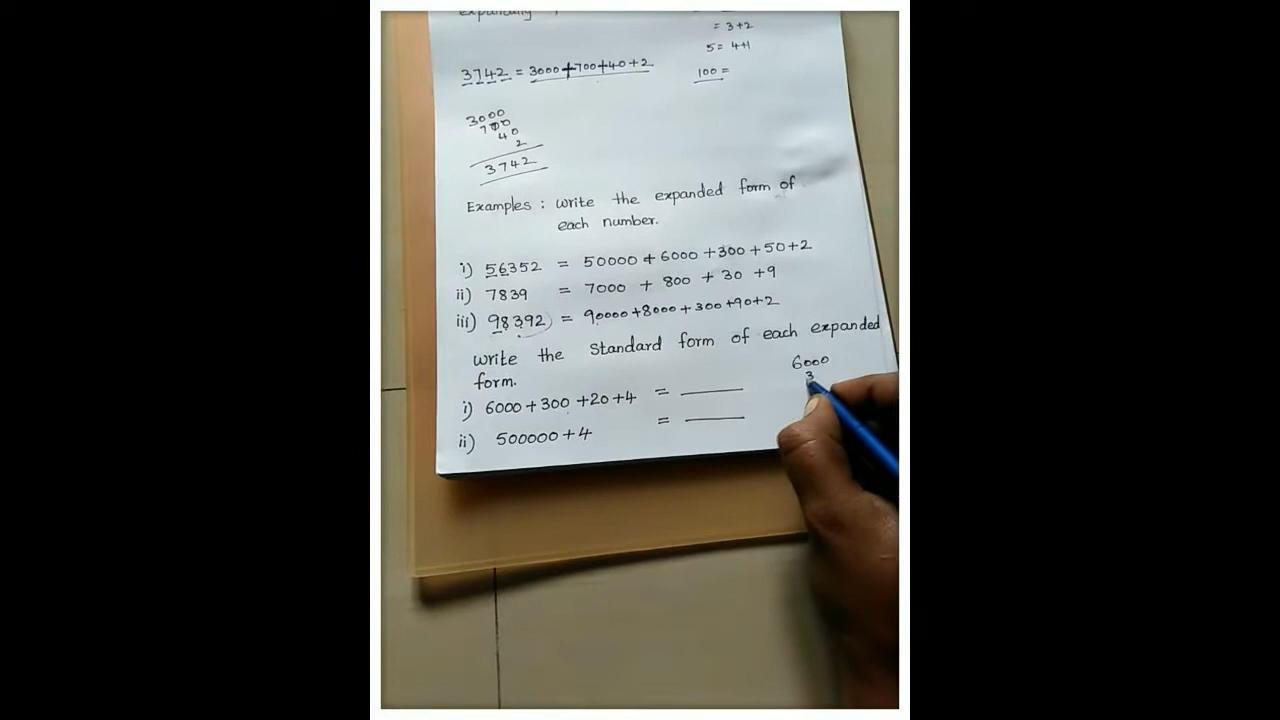 = 3+2
5 = 4+1
3742 = 3000+700+40+2
100 =
3000
700
40
2
3742
Examples : write the expanded form of
each number.
i) 56352 = 50000 + 6000 + 300 + 50 + 2
ii) 7839 = 7000 + 800 + 30 + 9
iii) 98392 = 90000 + 8000 + 300 + 90 + 2
write the Standard form of each expanded
form.
6000
3
i) 6000 + 300 + 20 + 4 = ______
ii) 500000 + 4 = ______